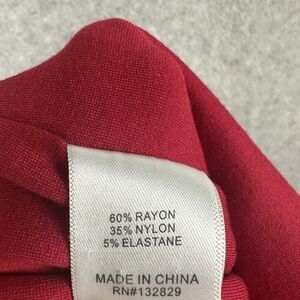 60% RAYON
35% NYLON
5% ELASTANE
MADE IN CHINA
RN#132829